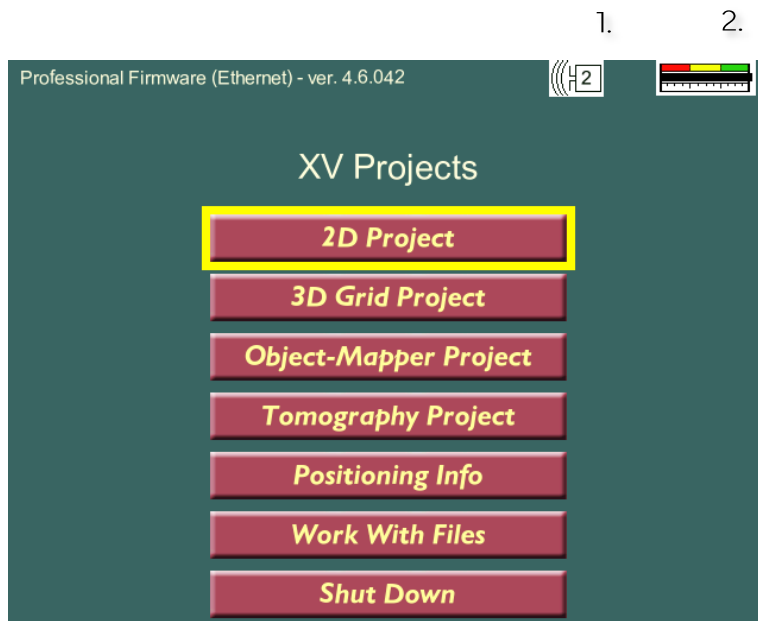 1. 2.
Professional Firmware (Ethernet) - ver. 4.6.042 2
XV Projects
2D Project
3D Grid Project
Object-Mapper Project
Tomography Project
Positioning Info
Work With Files
Shut Down